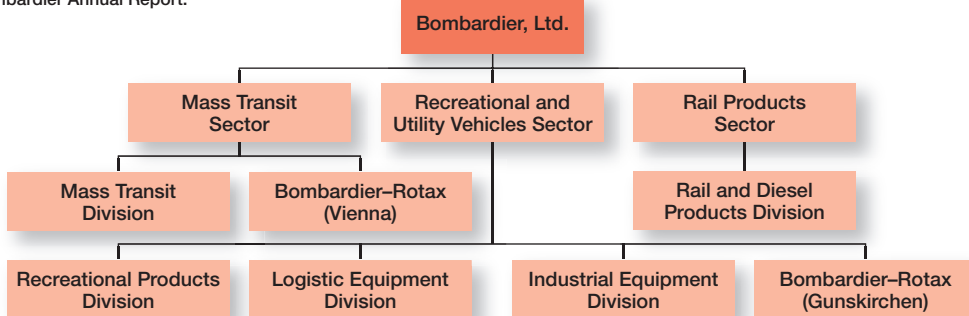 Bombardier Annual Report.
Bombardier, Ltd.
Mass Transit
Sector
Recreational and
Utility Vehicles Sector
Rail Products
Sector
Mass Transit
Division
Bombardier–Rotax
(Vienna)
Rail and Diesel
Products Division
Recreational Products
Division
Logistic Equipment
Division
Industrial Equipment
Division
Bombardier–Rotax
(Gunskirchen)